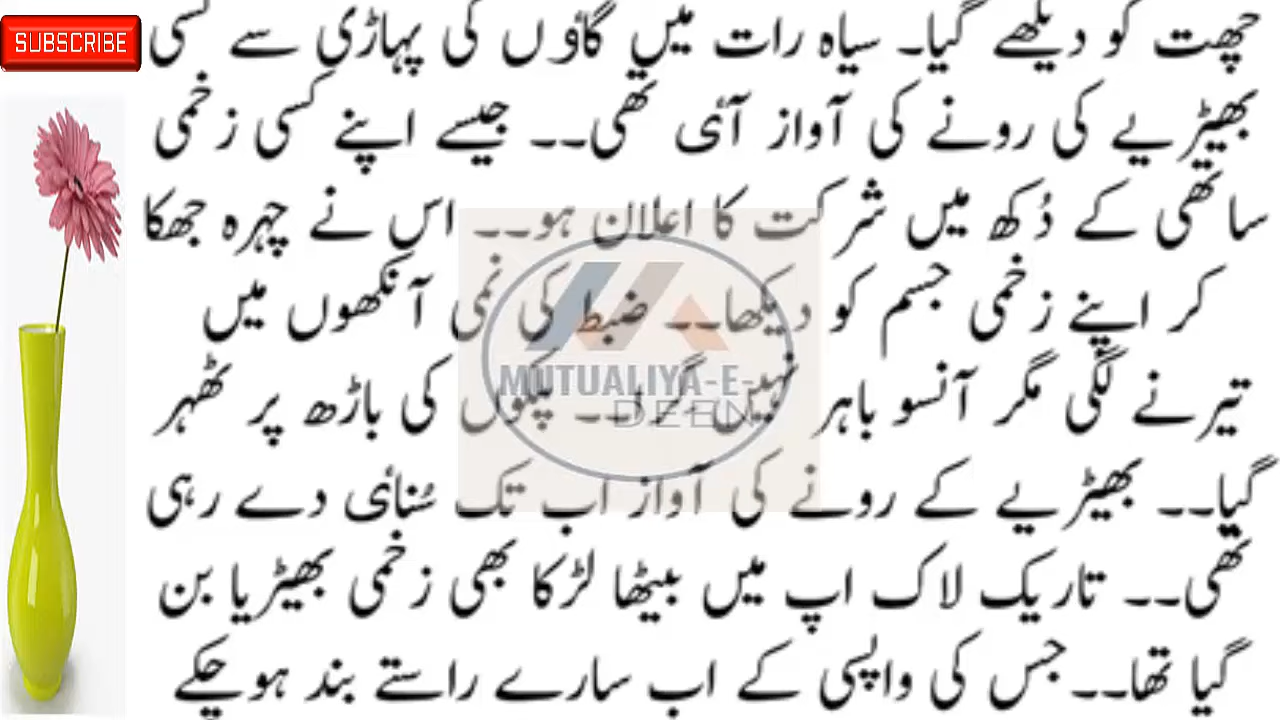 SUBSCRIBE
چھت کو دیکھے گیا۔ سیاہ رات میں گاؤں کی پہاڑی سے کسی
بھیڑیے کی رونے کی آواز آئی تھی۔۔ جیسے اپنے کسی زخمی
ساتھی کے دُکھ میں شرکت کا اعلان ہو۔۔ اس نے چہرہ جھکا
کر اپنے زخمی جسم کو دیکھا۔۔ ضبط کی نمی آنکھوں میں
تیرنے لگی مگر آنسو باہر نہیں گرا۔۔ پلکوں کی باڑھ پر ٹھہر
گیا۔۔ بھیڑیے کے رونے کی آواز اب تک سُنائی دے رہی
تھی۔۔ تاریک لاک اپ میں بیٹھا لڑکا بھی زخمی بھیڑیا بن
گیا تھا۔۔ جس کی واپسی کے اب سارے راستے بند ہوچکے
MUTUALIYA-E-
DEEN